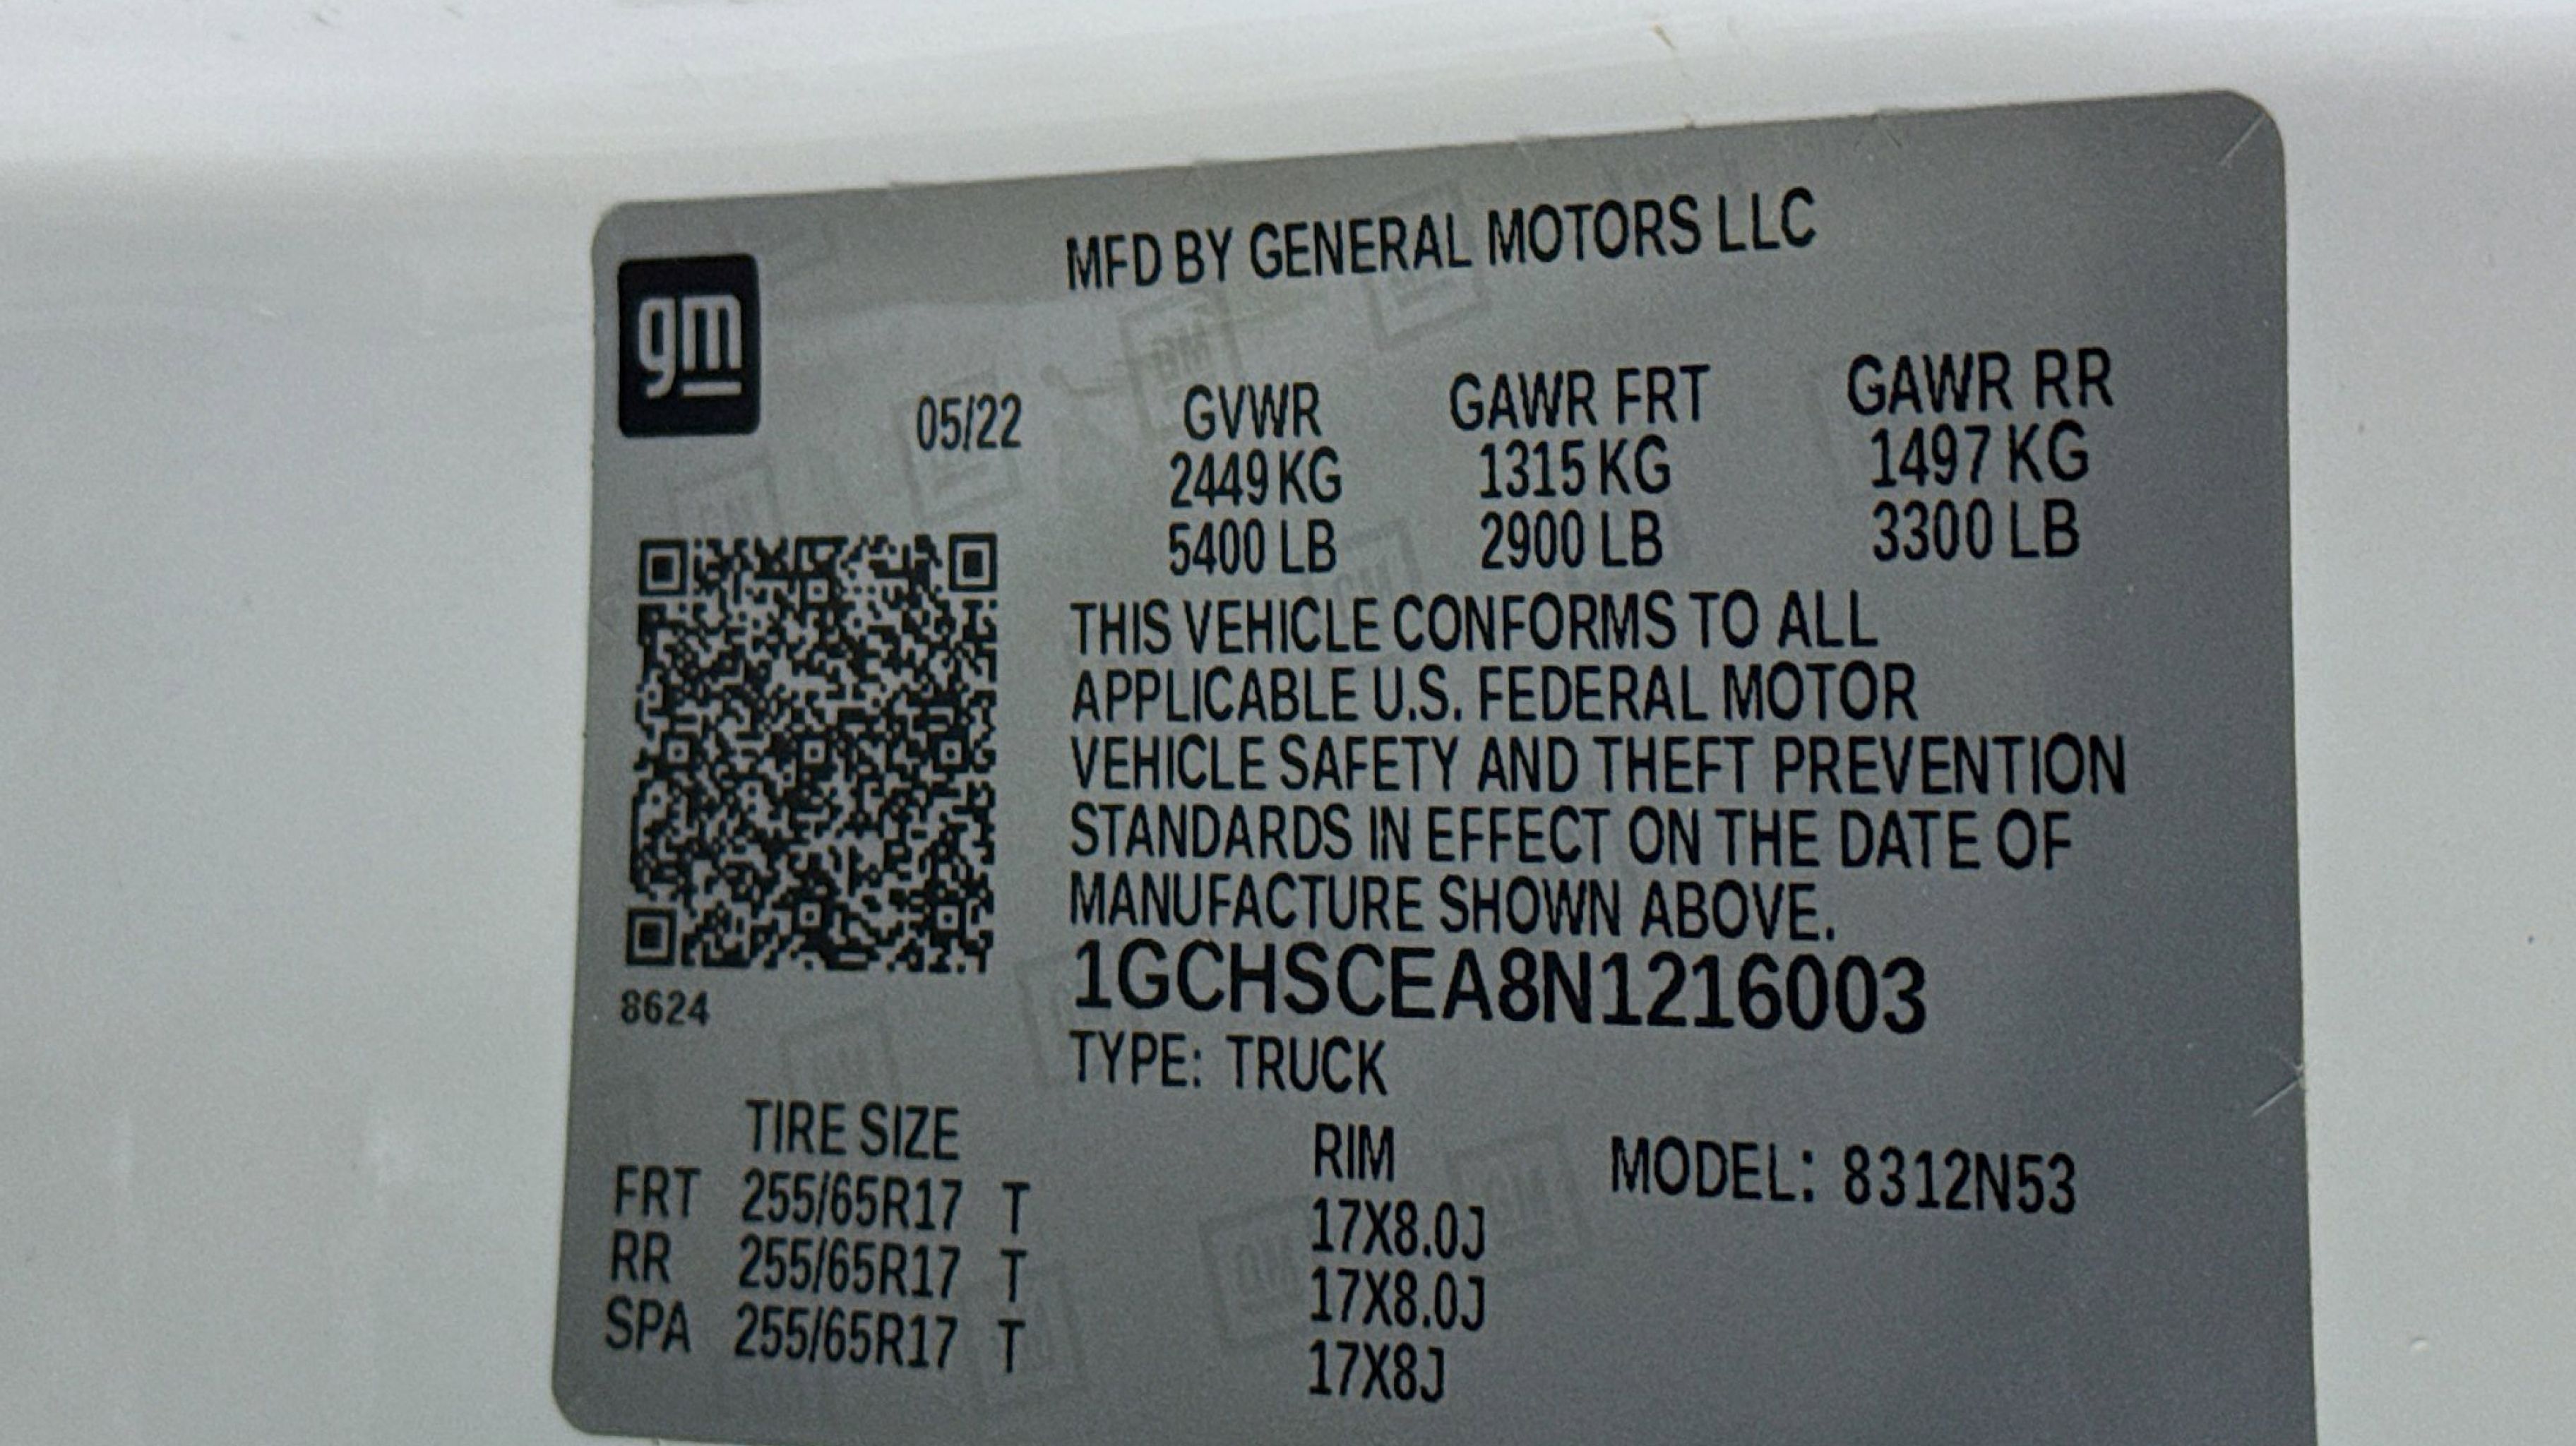 MFD BY GENERAL MOTORS LLC
gm
05/22 GVWR GAWR FRT GAWR RR
2449 KG 1315 KG 1497 KG
5400 LB 2900 LB 3300 LB
THIS VEHICLE CONFORMS TO ALL
APPLICABLE U.S. FEDERAL MOTOR
VEHICLE SAFETY AND THEFT PREVENTION
STANDARDS IN EFFECT ON THE DATE OF
MANUFACTURE SHOWN ABOVE.
1GCHSCEA8N1216003
8624
TYPE: TRUCK
TIRE SIZE RIM MODEL: 8312N53
FRT 255/65R17 T 17X8.0J
RR 255/65R17 T 17X8.0J
SPA 255/65R17 T 17X8J